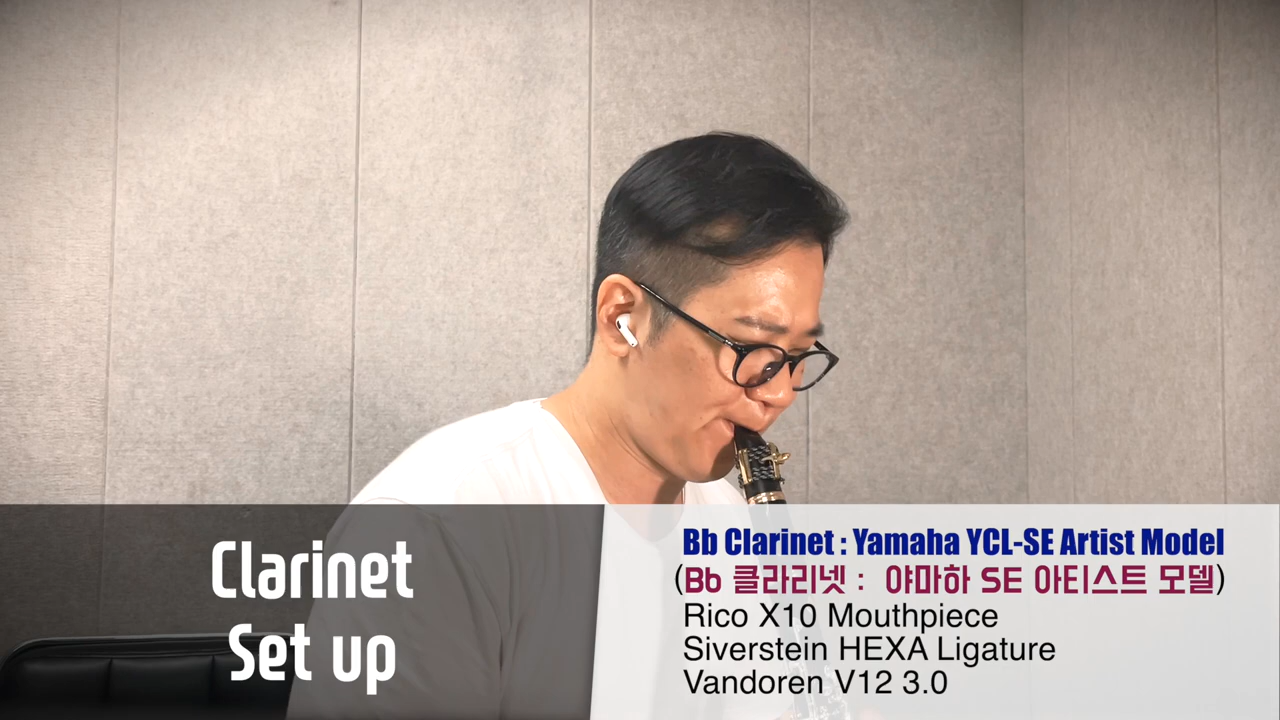 Clarinet
Set up
Bb Clarinet : Yamaha YCL-SE Artist Model
(Bb 클라리넷 : 야마하 SE 아티스트 모델)
Rico X10 Mouthpiece
Siverstein HEXA Ligature
Vandoren V12 3.0